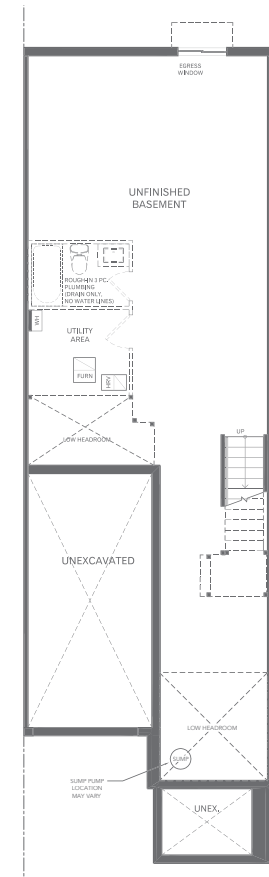 EGRESS
WINDOW
UNFINISHED
BASEMENT
ROUGH-IN 3 PC.
PLUMBING
(DRAIN ONLY,
NO WATER LINES)
WH
UTILITY
AREA
FURN
HRV
LOW HEADROOM
UP
UNEXCAVATED
LOW HEADROOM
SUMP
SUMP PUMP
LOCATION
MAY VARY
UNEX.